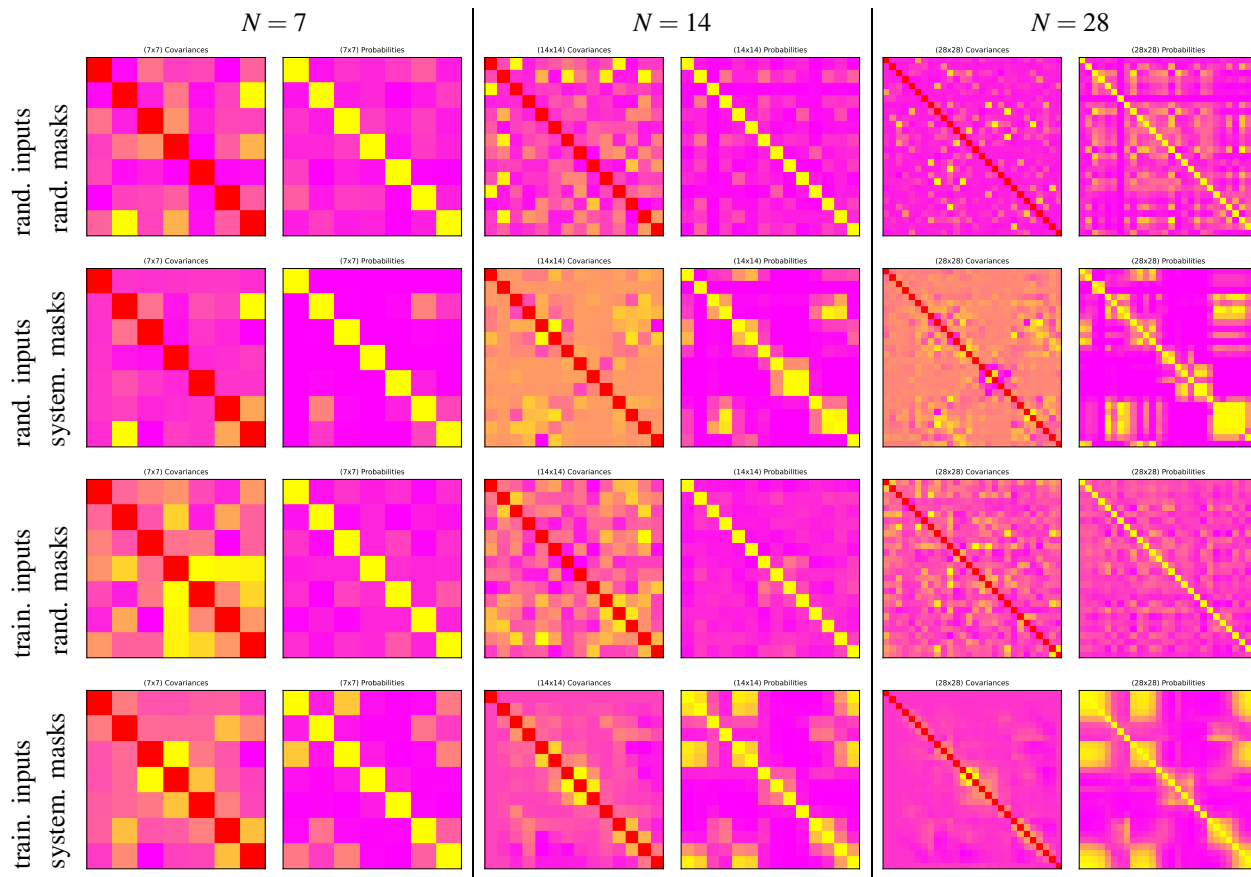 N = 7
N = 14
N = 28
(7x7) Covariances
(7x7) Probabilities
(14x14) Covariances
(14x14) Probabilities
(28x28) Covariances
(28x28) Probabilities
rand. inputs
rand. masks
(7x7) Covariances
(7x7) Probabilities
(14x14) Covariances
(14x14) Probabilities
(28x28) Covariances
(28x28) Probabilities
rand. inputs
system. masks
(7x7) Covariances
(7x7) Probabilities
(14x14) Covariances
(14x14) Probabilities
(28x28) Covariances
(28x28) Probabilities
train. inputs
rand. masks
(7x7) Covariances
(7x7) Probabilities
(14x14) Covariances
(14x14) Probabilities
(28x28) Covariances
(28x28) Probabilities
train. inputs
system. masks